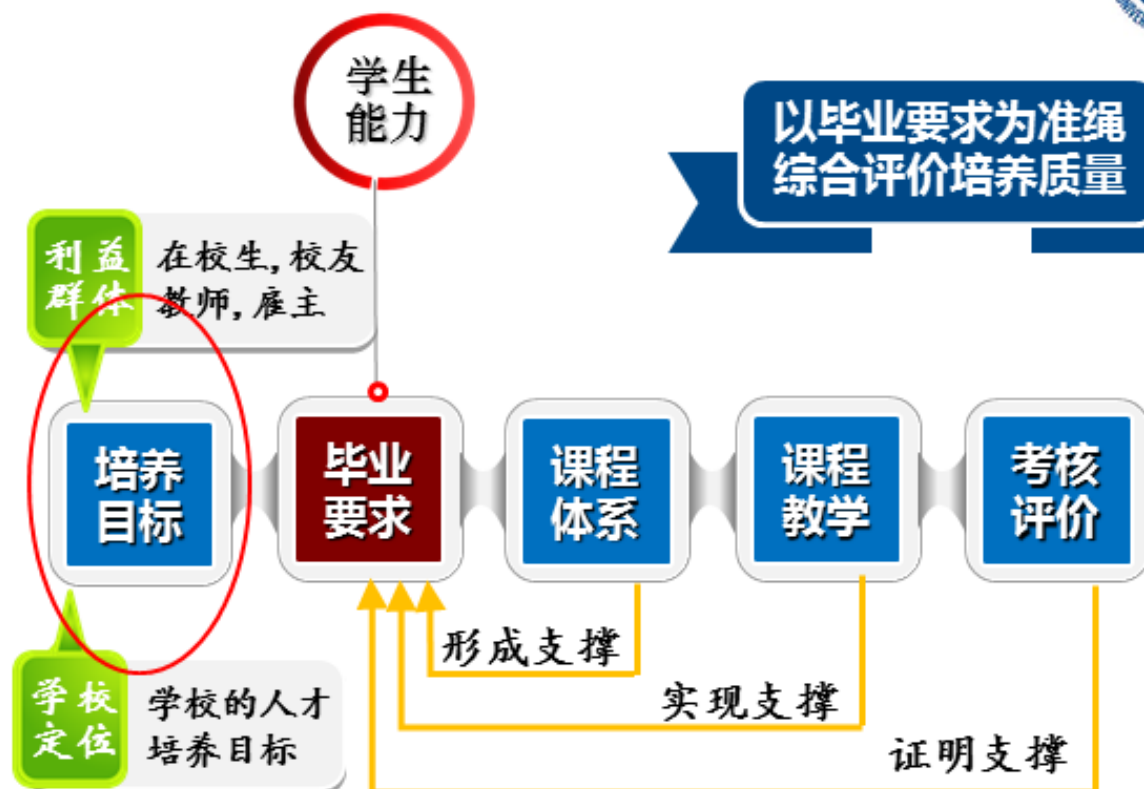 学生
能力
以毕业要求为准绳
综合评价培养质量
利益
群体
在校生,校友
教师,雇主
培养
目标
毕业
要求
课程
体系
课程
教学
考核
评价
形成支撑
实现支撑
证明支撑
学校
定位
学校的人才
培养目标